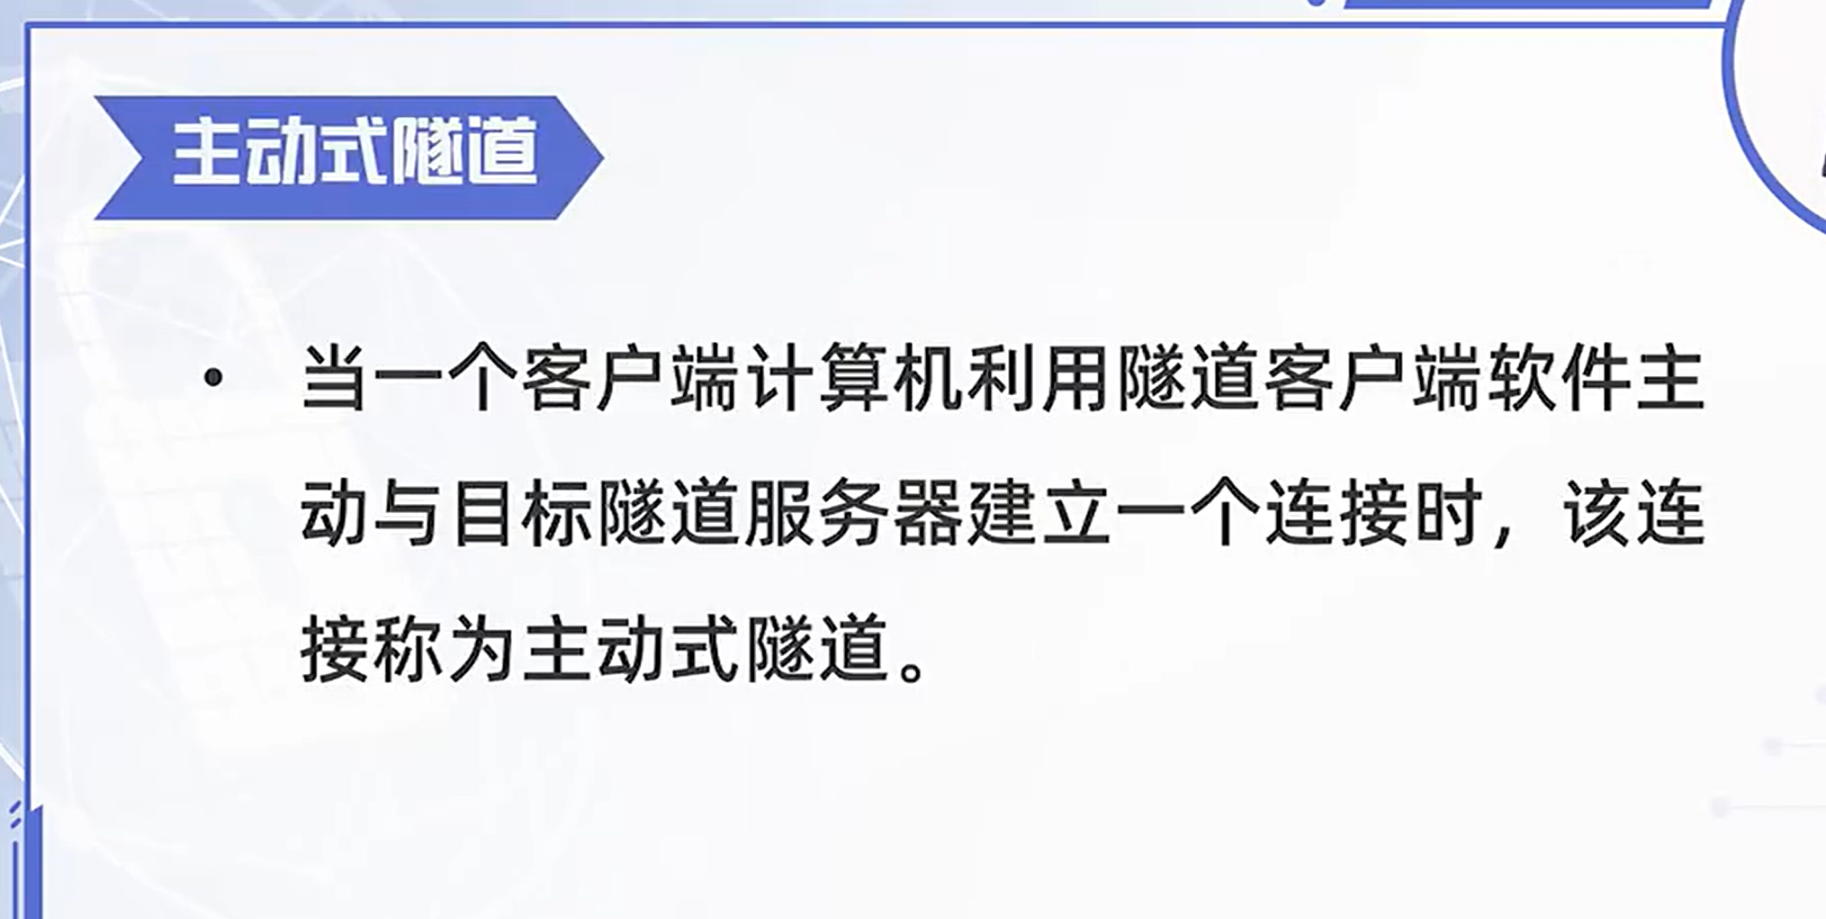 主动式隧道
• 当一个客户端计算机利用隧道客户端软件主
动与目标隧道服务器建立一个连接时，该连
接称为主动式隧道。